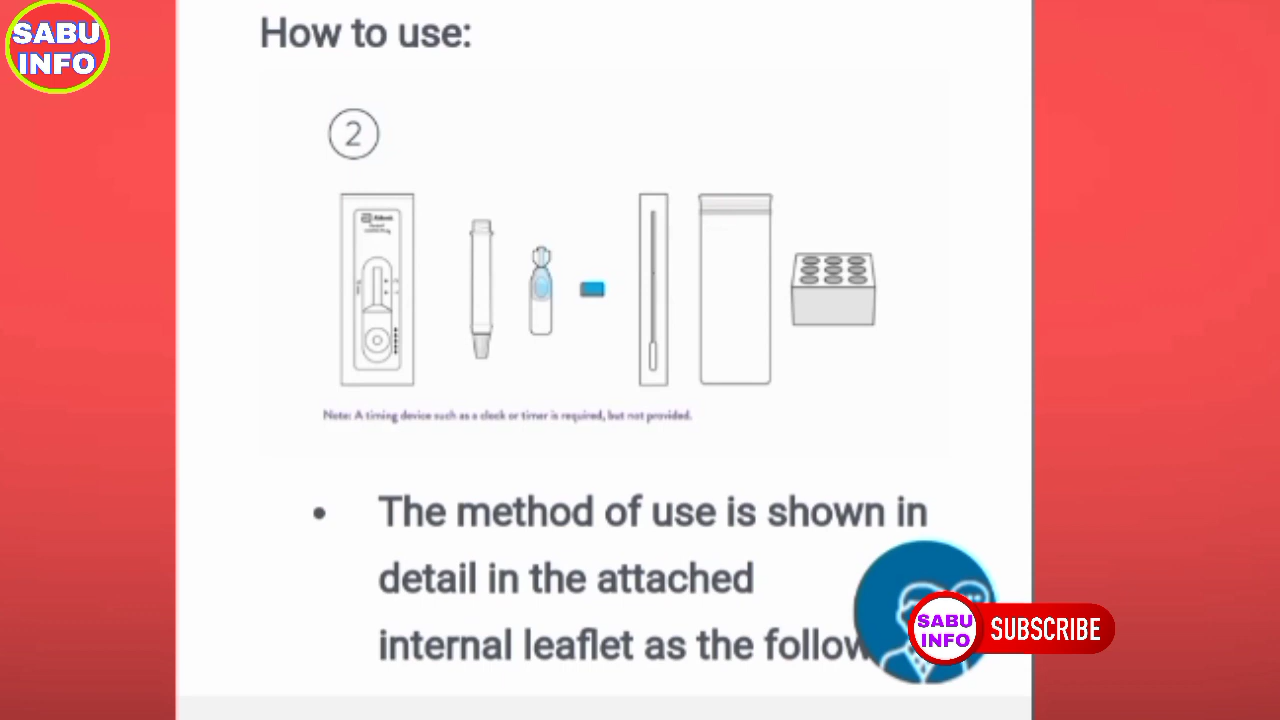 SABU
INFO
How to use:
2
Abbott
Note: A timing device such as a clock or timer is required, but not provided.
• The method of use is shown in
detail in the attached
internal leaflet as the follow
SABU
INFO
SUBSCRIBE